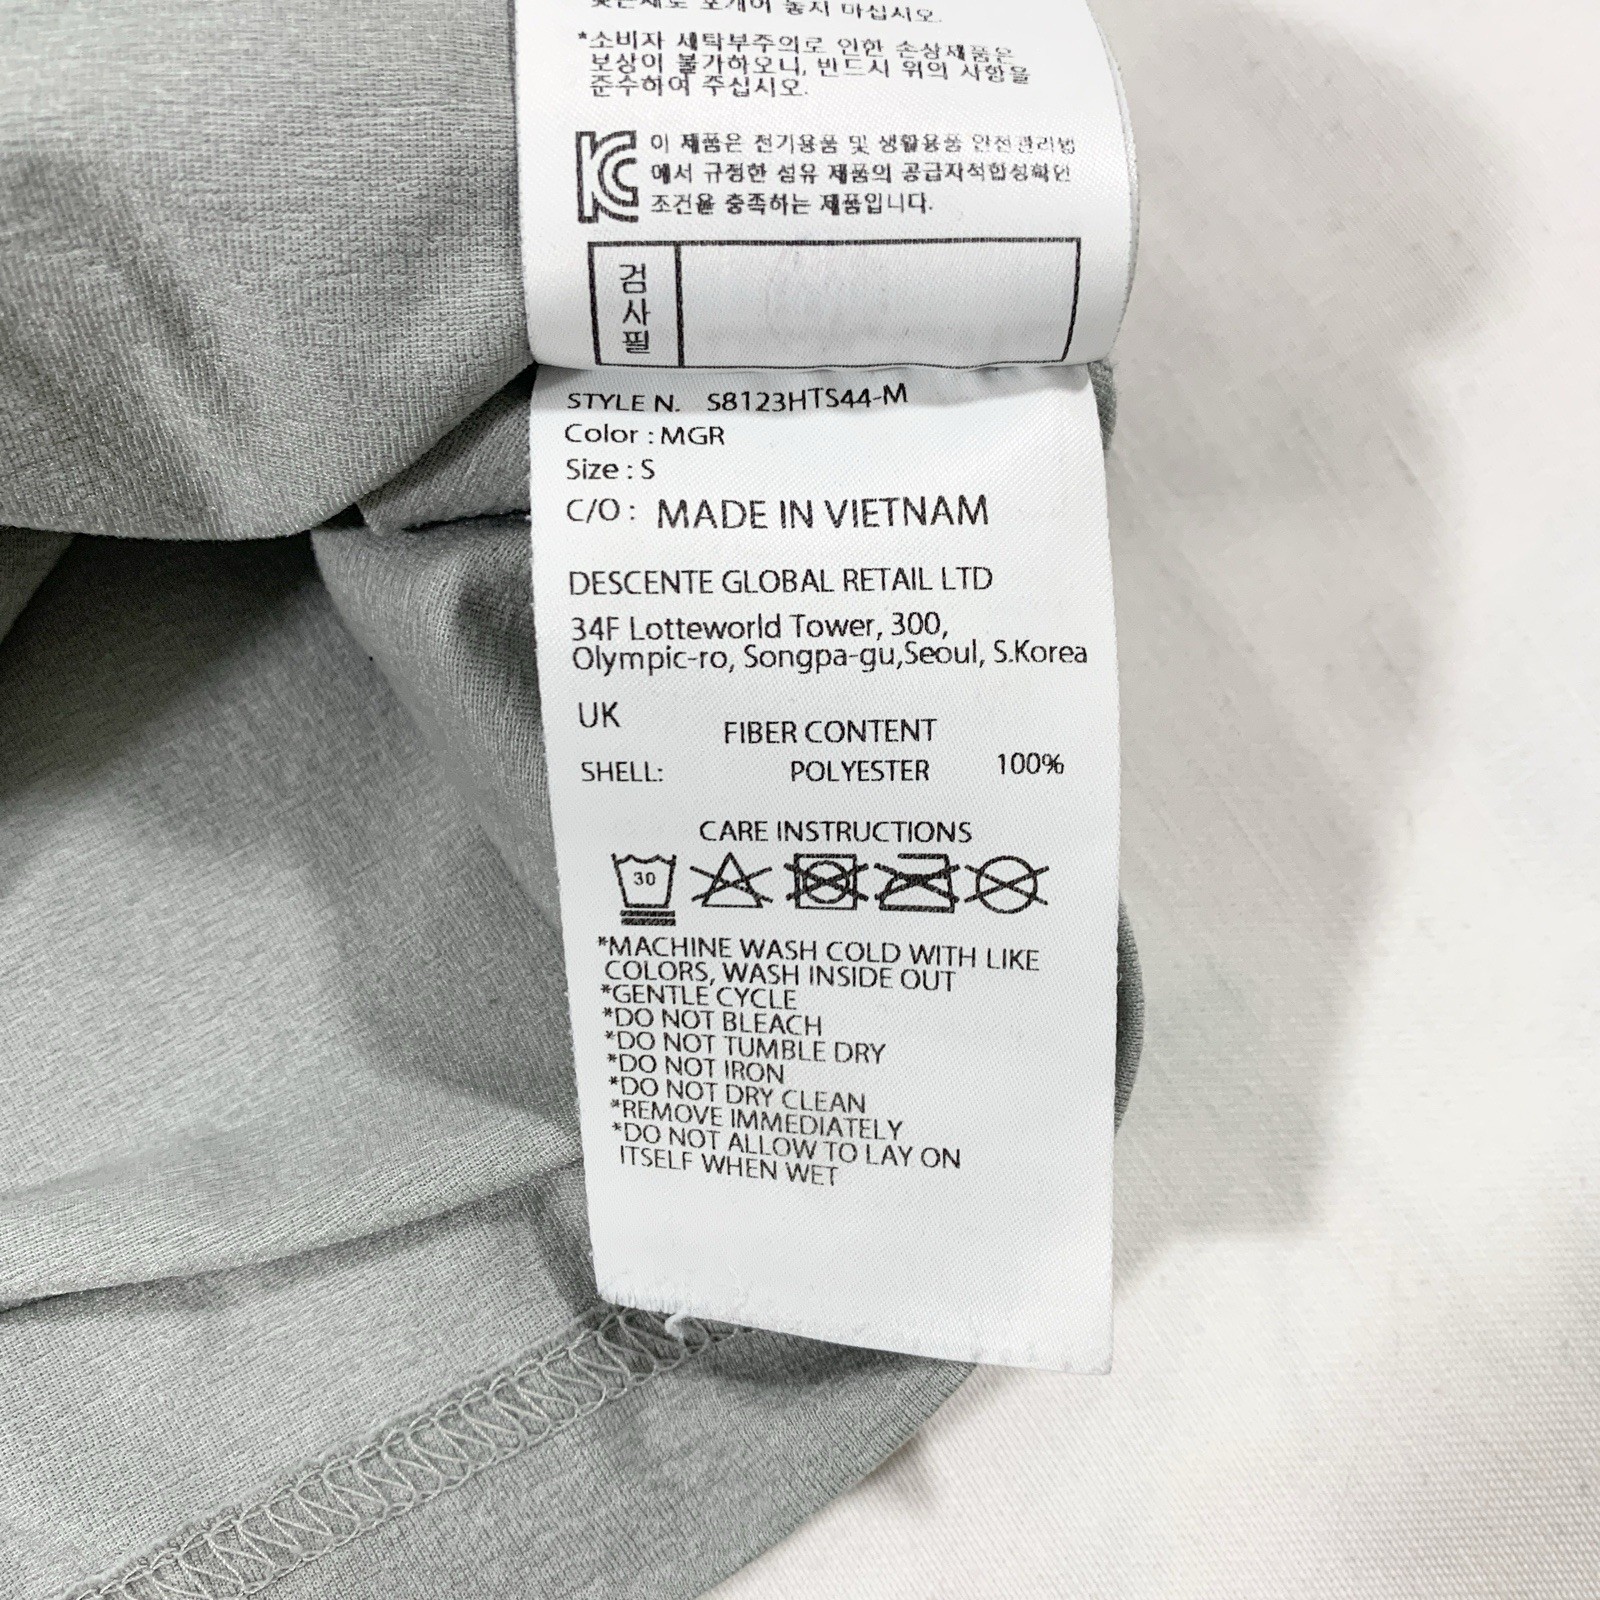 놓지 마십시오.
*소비자 세탁부주의로 인한 손상제품은
보상이 불가하오니, 반드시 위의 사항을
준수하여 주십시오.
이 제품은 전기용품 및 생활용품 안전관리법
에서 규정한 섬유 제품의 공급자적합성확인
조건을 충족하는 제품입니다.
검사필
STYLE N. S8123HTS44-M
Color : MGR
Size : S
C/O : MADE IN VIETNAM
DESCENTE GLOBAL RETAIL LTD
34F Lotteworld Tower, 300,
Olympic-ro, Songpa-gu,Seoul, S.Korea
UK
FIBER CONTENT
SHELL: POLYESTER 100%
CARE INSTRUCTIONS
30
*MACHINE WASH COLD WITH LIKE
COLORS, WASH INSIDE OUT
*GENTLE CYCLE
*DO NOT BLEACH
*DO NOT TUMBLE DRY
*DO NOT IRON
*DO NOT DRY CLEAN
*REMOVE IMMEDIATELY
*DO NOT ALLOW TO LAY ON
ITSELF WHEN WET